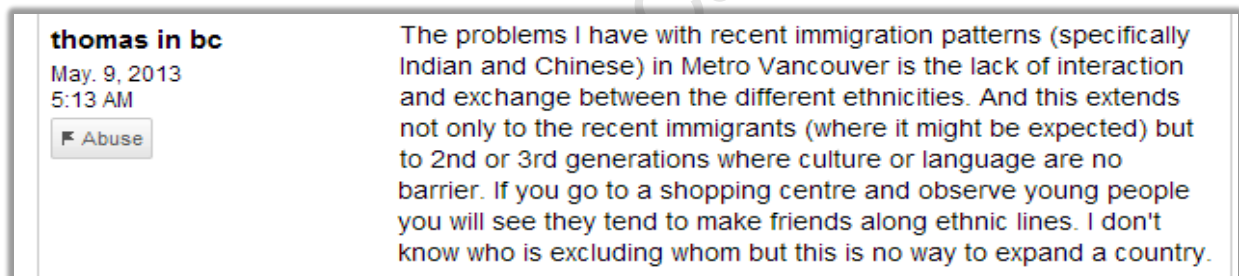 thomas in bc
May. 9, 2013
5:13 AM
Abuse
The problems I have with recent immigration patterns (specifically
Indian and Chinese) in Metro Vancouver is the lack of interaction
and exchange between the different ethnicities. And this extends
not only to the recent immigrants (where it might be expected) but
to 2nd or 3rd generations where culture or language are no
barrier. If you go to a shopping centre and observe young people
you will see they tend to make friends along ethnic lines. I don't
know who is excluding whom but this is no way to expand a country.